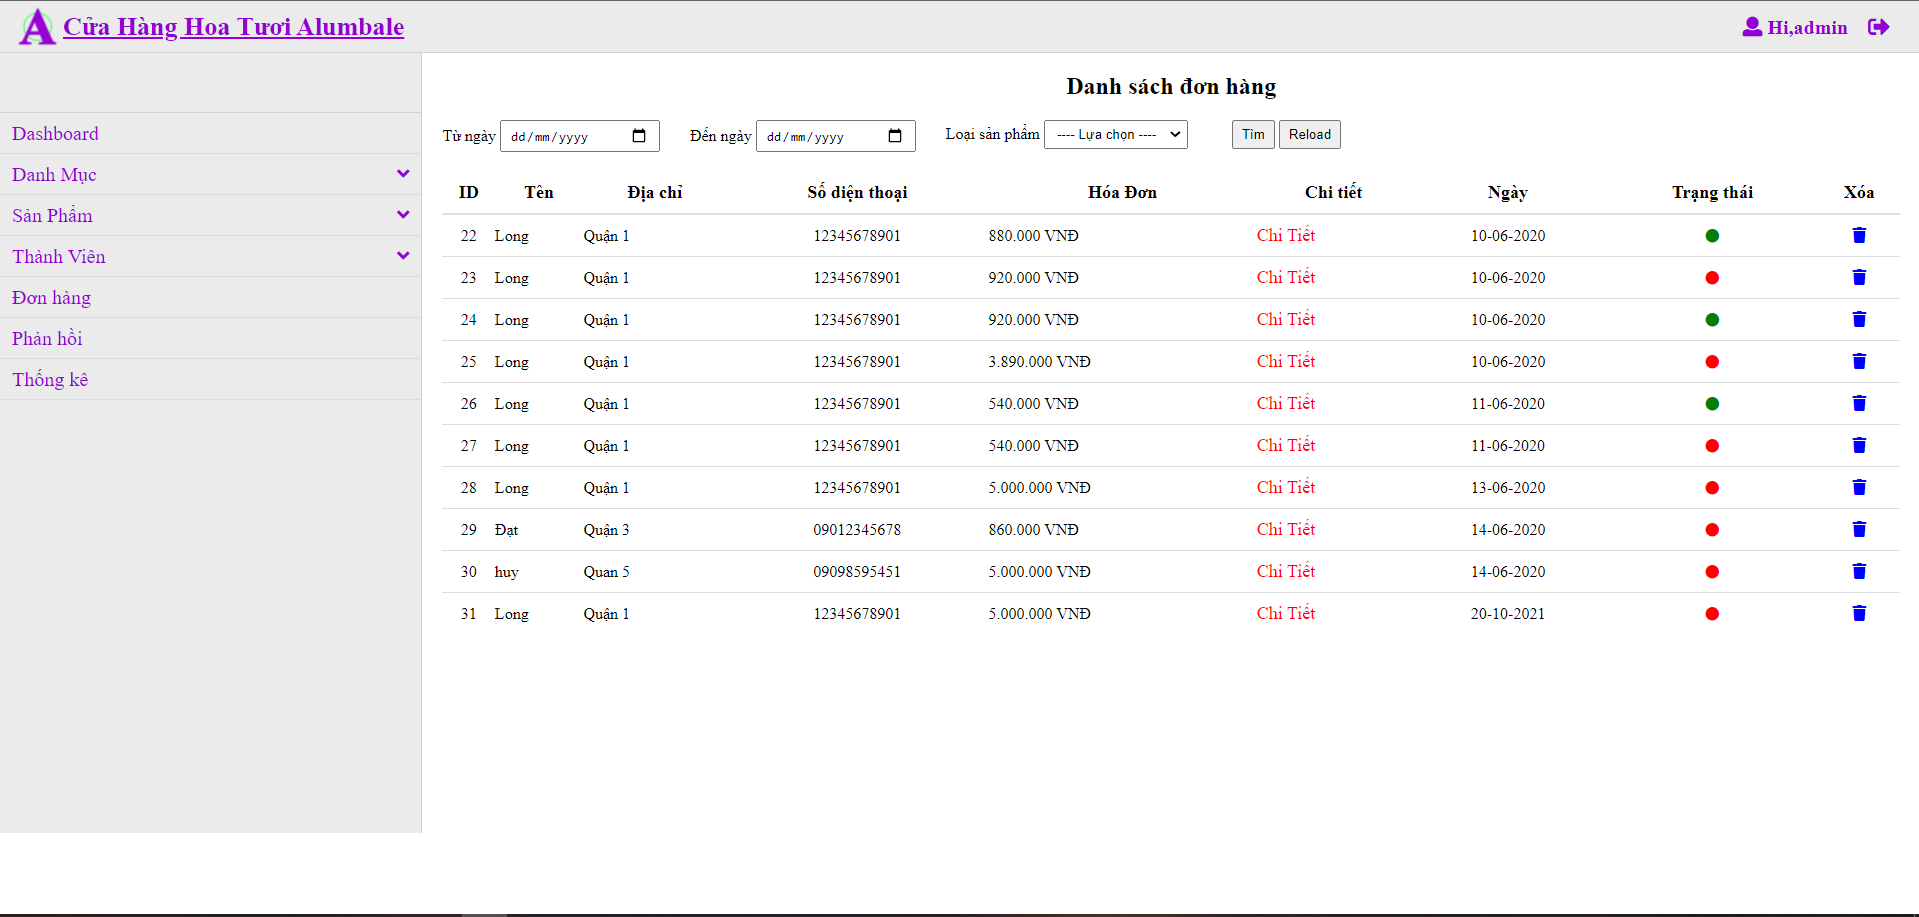 A Cửa Hàng Hoa Tươi Alumbale Hi,admin
Danh sách đơn hàng
Dashboard
Danh Mục
Sản Phẩm
Thành Viên
Đơn hàng
Phản hồi
Thống kê
Từ ngày dd/mm/yyyy Đến ngày dd/mm/yyyy Loại sản phẩm ---- Lựa chọn ---- Tìm Reload
ID Tên Địa chỉ Số diện thoại Hóa Đơn Chi tiết Ngày Trạng thái Xóa
22 Long Quận 1 12345678901 880.000 VNĐ Chi Tiết 10-06-2020
23 Long Quận 1 12345678901 920.000 VNĐ Chi Tiết 10-06-2020
24 Long Quận 1 12345678901 920.000 VNĐ Chi Tiết 10-06-2020
25 Long Quận 1 12345678901 3.890.000 VNĐ Chi Tiết 10-06-2020
26 Long Quận 1 12345678901 540.000 VNĐ Chi Tiết 11-06-2020
27 Long Quận 1 12345678901 540.000 VNĐ Chi Tiết 11-06-2020
28 Long Quận 1 12345678901 5.000.000 VNĐ Chi Tiết 13-06-2020
29 Đạt Quận 3 09012345678 860.000 VNĐ Chi Tiết 14-06-2020
30 huy Quan 5 09098595451 5.000.000 VNĐ Chi Tiết 14-06-2020
31 Long Quận 1 12345678901 5.000.000 VNĐ Chi Tiết 20-10-2021